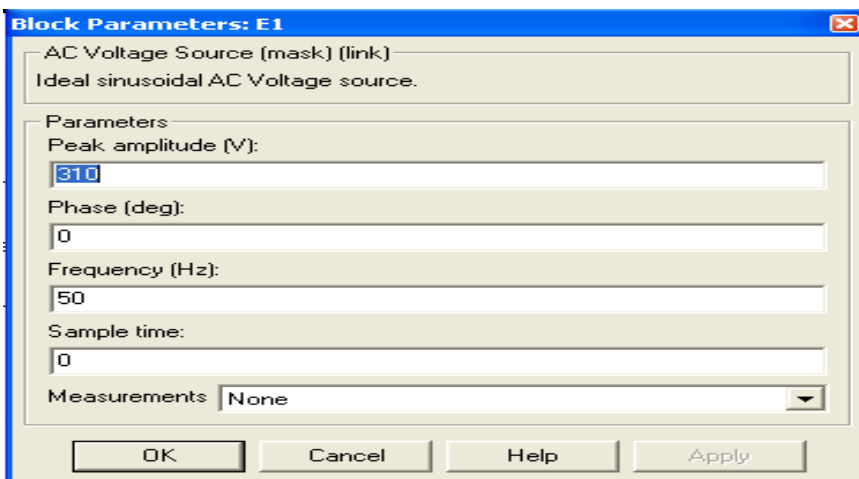 Block Parameters: E1
AC Voltage Source (mask) (link)
Ideal sinusoidal AC Voltage source.
Parameters
Peak amplitude (V):
310
Phase (deg):
0
Frequency (Hz):
50
Sample time:
0
Measurements None
OK Cancel Help Apply